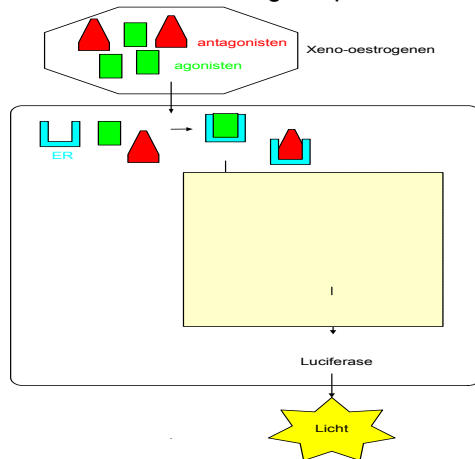 antagonisten
Xeno-oestrogenen
agonisten
ER
Luciferase
Licht